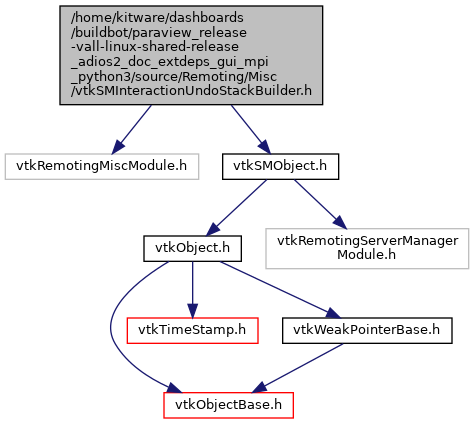 /home/kitware/dashboards
/buildbot/paraview_release
-vall-linux-shared-release
_adios2_doc_extdeps_gui_mpi
_python3/source/Remoting/Misc
/vtkSMInteractionUndoStackBuilder.h
vtkRemotingMiscModule.h
vtkSMObject.h
vtkObject.h
vtkRemotingServerManager
Module.h
vtkTimeStamp.h
vtkWeakPointerBase.h
vtkObjectBase.h